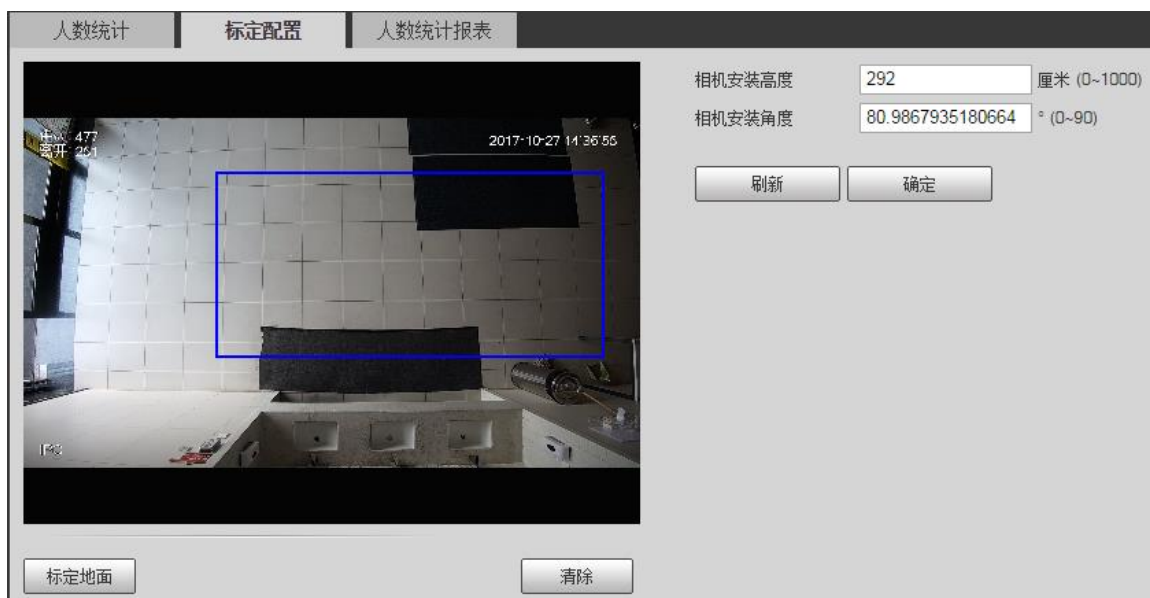 人数统计
标定配置
人数统计报表
相机安装高度 292 厘米 (0~1000)
相机安装角度 80.9867935180664 ° (0~90)
477
2017-10-27 14:36:55
离开: 261
刷新 确定
IPC
标定地面 清除